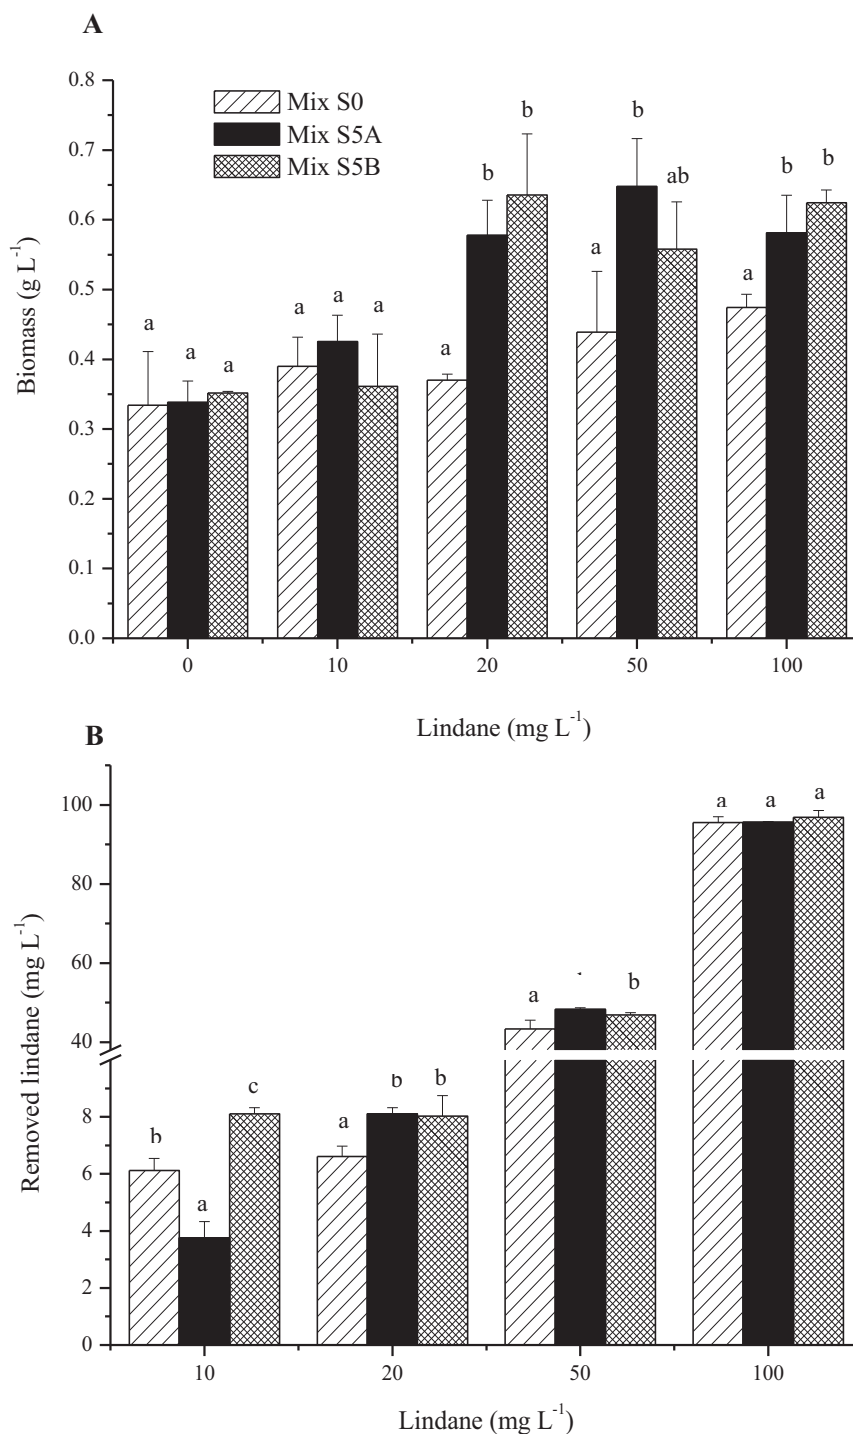 A
0.8
Mix S0
Mix S5A
Mix S5B
b
b
b
b
b
b
ab
a
a
a
a
a
a
a
a
a
0.7
0.6
0.5
0.4
0.3
0.2
0.1
0.0
Biomass (g L-1)
0 10 20 50 100
Lindane (mg L-1)
B
100
80
60
40
8
6
4
2
0
Removed lindane (mg L-1)
b a c
a b b
a b
a a a
10 20 50 100
Lindane (mg L-1)